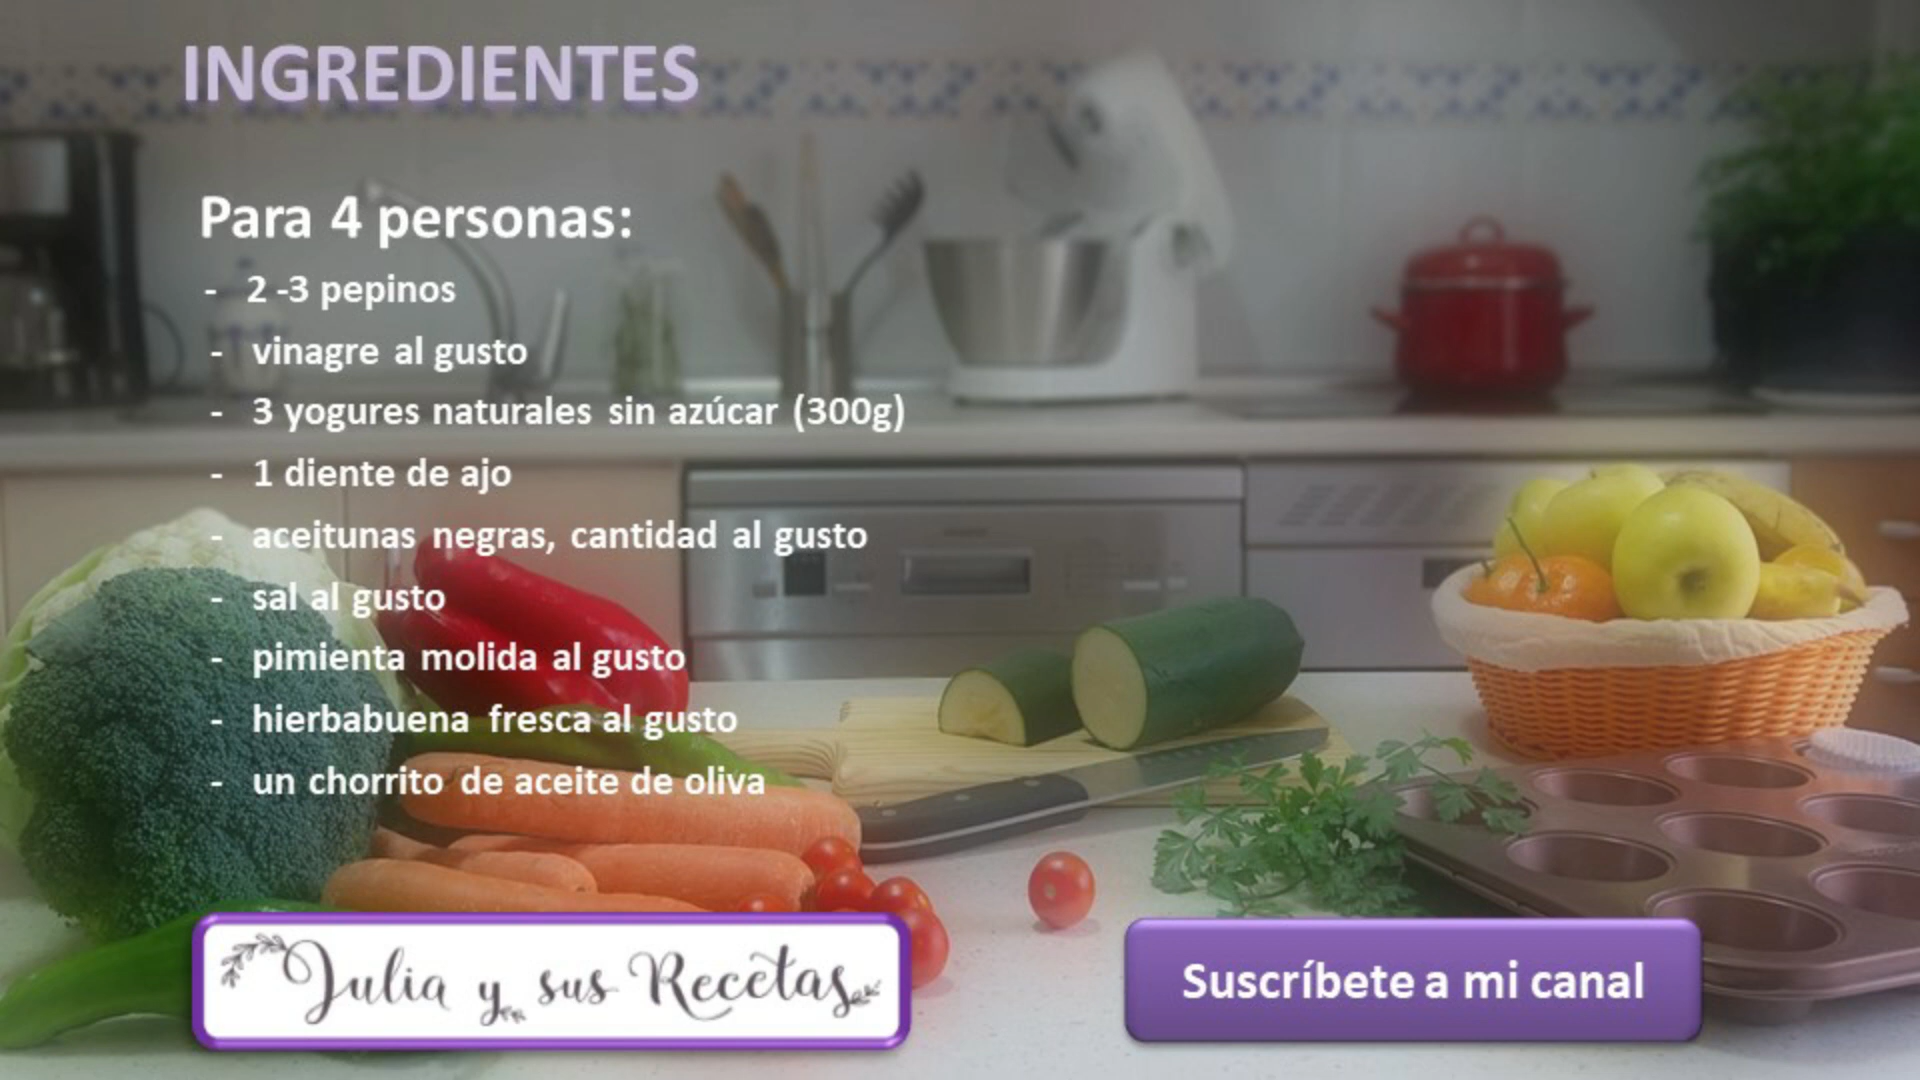 INGREDIENTES
Para 4 personas:
- 2 -3 pepinos
- vinagre al gusto
- 3 yogures naturales sin azúcar (300g)
- 1 diente de ajo
- aceitunas negras, cantidad al gusto
- sal al gusto
- pimienta molida al gusto
- hierbabuena fresca al gusto
- un chorrito de aceite de oliva
Julia y sus Recetas
Suscríbete a mi canal